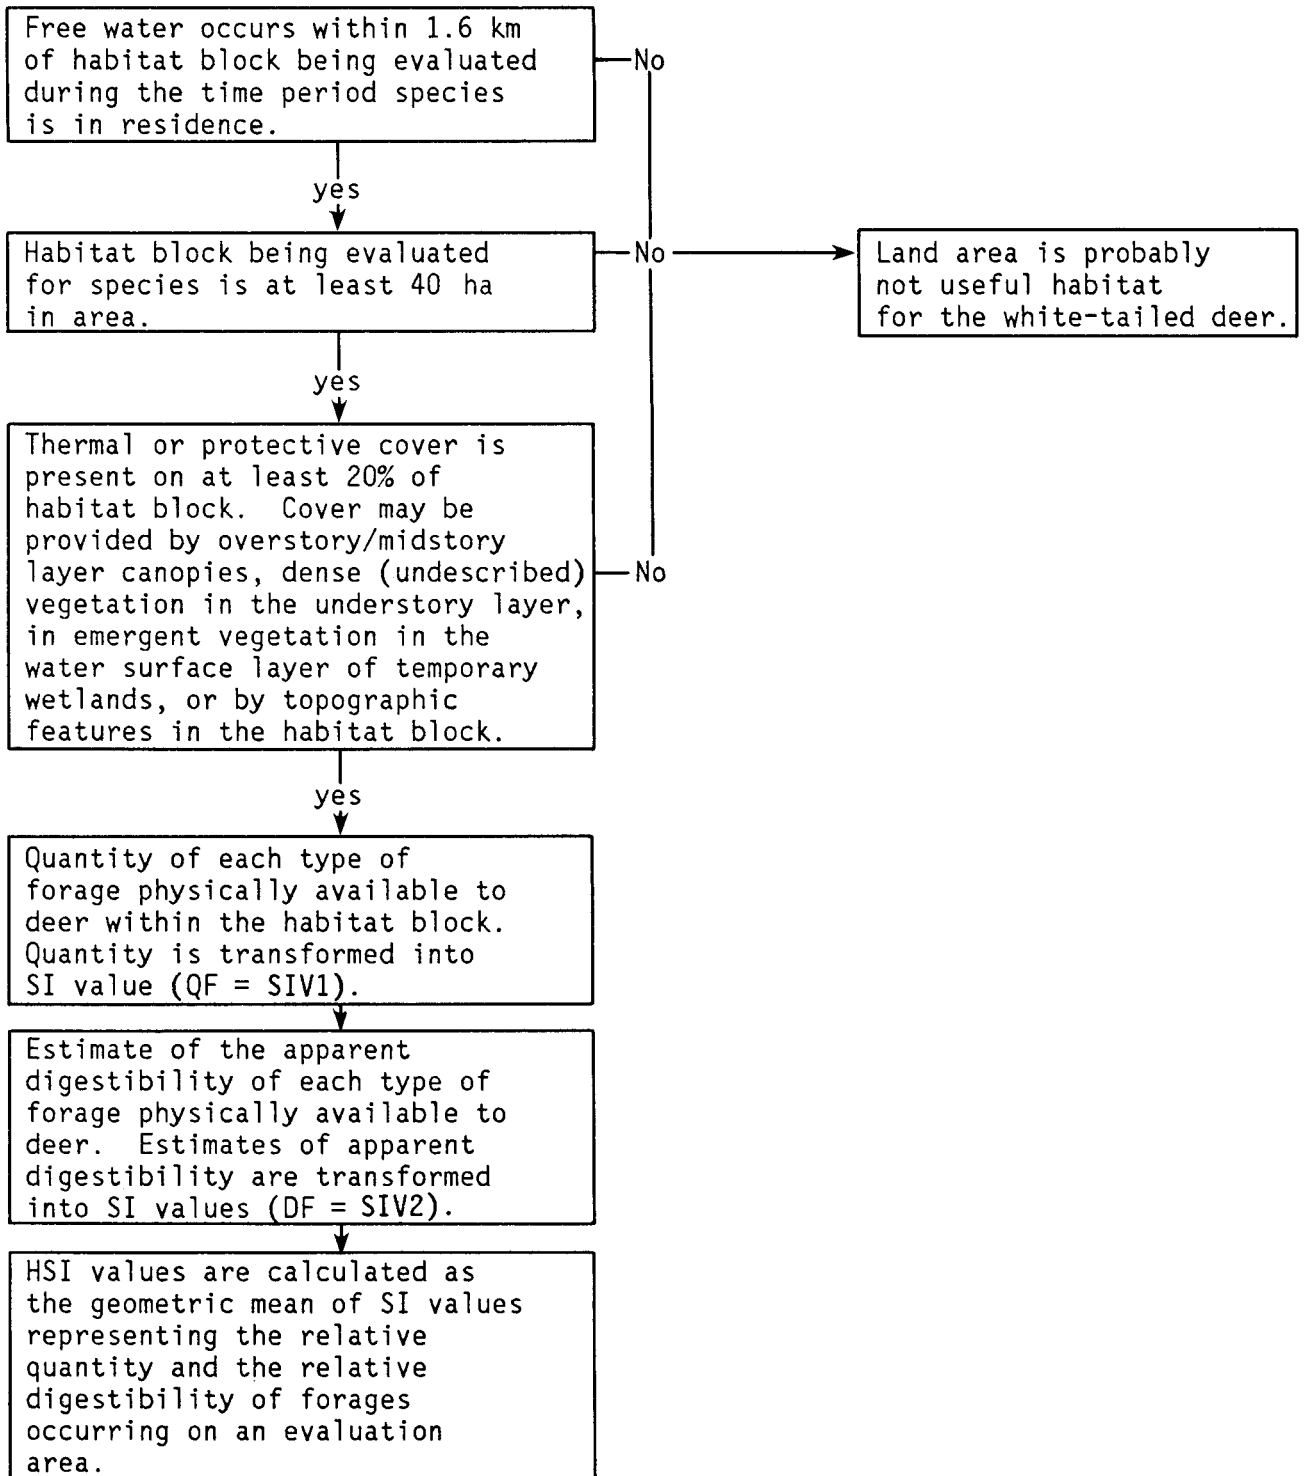 Free water occurs within 1.6 km
of habitat block being evaluated
during the time period species
is in residence.
No
yes
Habitat block being evaluated
for species is at least 40 ha
in area.
No
Land area is probably
not useful habitat
for the white-tailed deer.
yes
Thermal or protective cover is
present on at least 20% of
habitat block. Cover may be
provided by overstory/midstory
layer canopies, dense (undescribed)
vegetation in the understory layer,
in emergent vegetation in the
water surface layer of temporary
wetlands, or by topographic
features in the habitat block.
No
yes
Quantity of each type of
forage physically available to
deer within the habitat block.
Quantity is transformed into
SI value (QF = SIV1).
Estimate of the apparent
digestibility of each type of
forage physically available to
deer. Estimates of apparent
digestibility are transformed
into SI values (DF = SIV2).
HSI values are calculated as
the geometric mean of SI values
representing the relative
quantity and the relative
digestibility of forages
occurring on an evaluation
area.